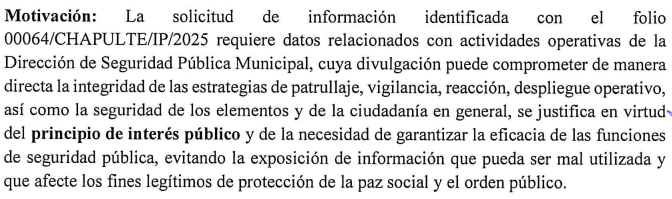 Motivación: La solicitud de información identificada con el folio
00064/CHAPULTE/IP/2025 requiere datos relacionados con actividades operativas de la
Dirección de Seguridad Pública Municipal, cuya divulgación puede comprometer de manera
directa la integridad de las estrategias de patrullaje, vigilancia, reacción, despliegue operativo,
así como la seguridad de los elementos y de la ciudadanía en general, se justifica en virtud
del principio de interés público y de la necesidad de garantizar la eficacia de las funciones
de seguridad pública, evitando la exposición de información que pueda ser mal utilizada y
que afecte los fines legítimos de protección de la paz social y el orden público.